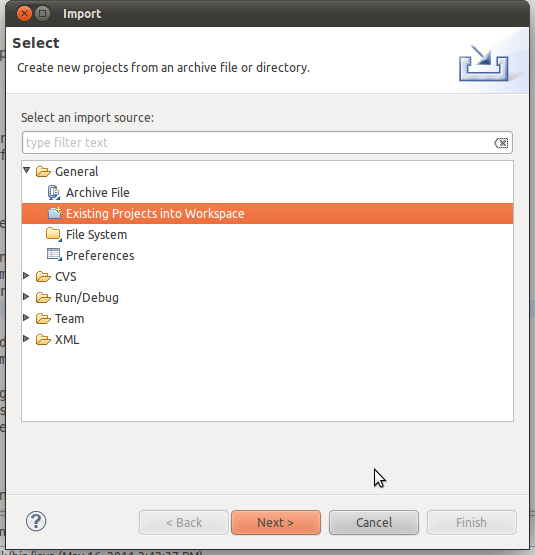 Import
Select
Create new projects from an archive file or directory.
Select an import source:
type filter text
General
Archive File
Existing Projects into Workspace
File System
Preferences
CVS
Run/Debug
Team
XML
?
< Back
Next >
Cancel
Finish